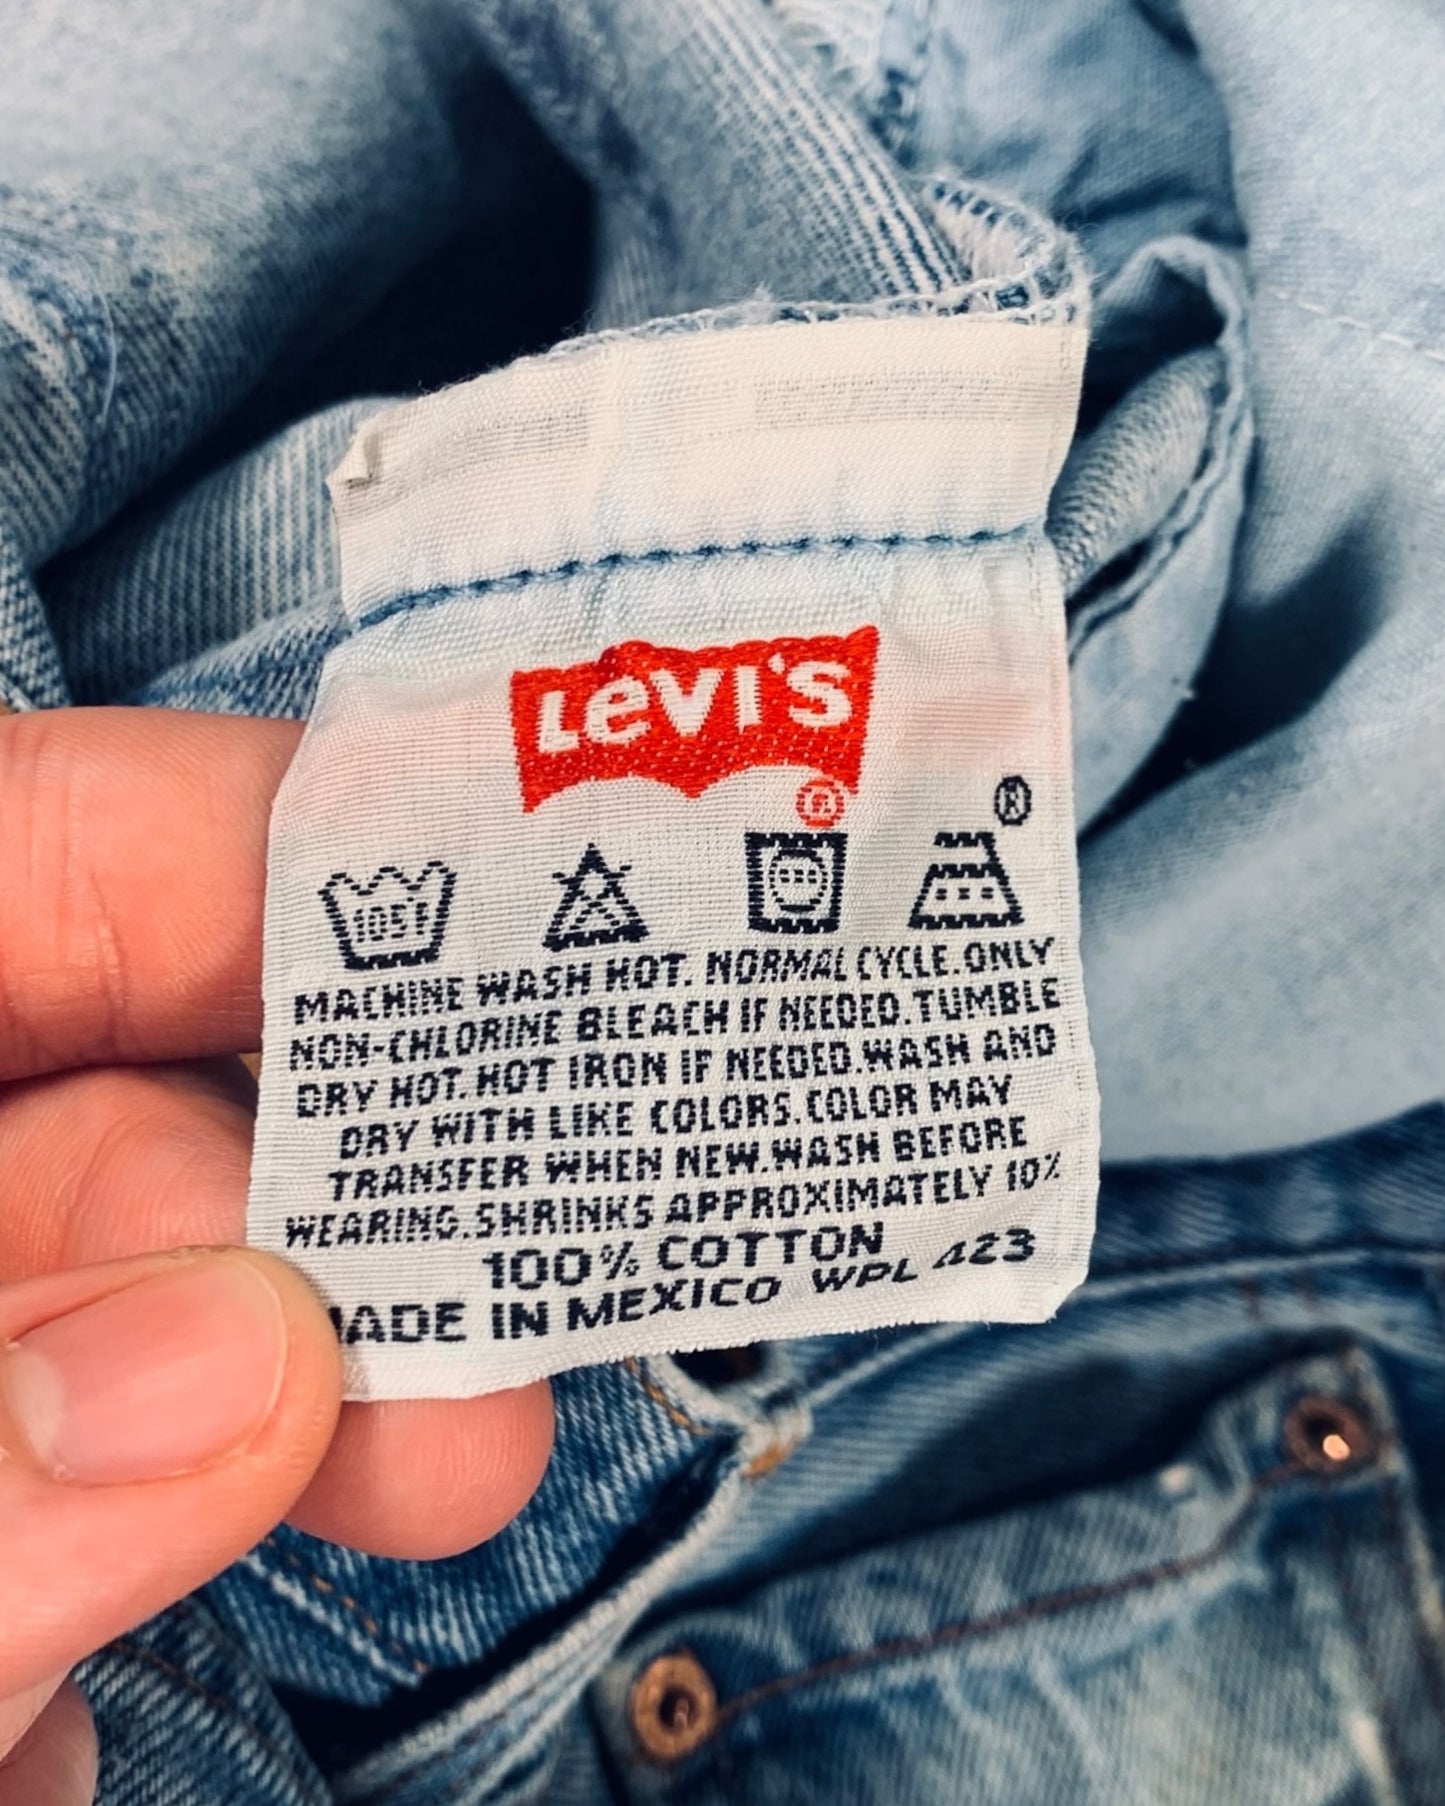 Levi's
®
®
105F
MACHINE WASH HOT. NORMAL CYCLE.ONLY
NON-CHLORINE BLEACH IF NEEDED.TUMBLE
DRY HOT.HOT IRON IF NEEDED.WASH AND
DRY WITH LIKE COLORS.COLOR MAY
TRANSFER WHEN NEW.WASH BEFORE
WEARING.SHRINKS APPROXIMATELY 10%
100% COTTON
MADE IN MEXICO WPL 423